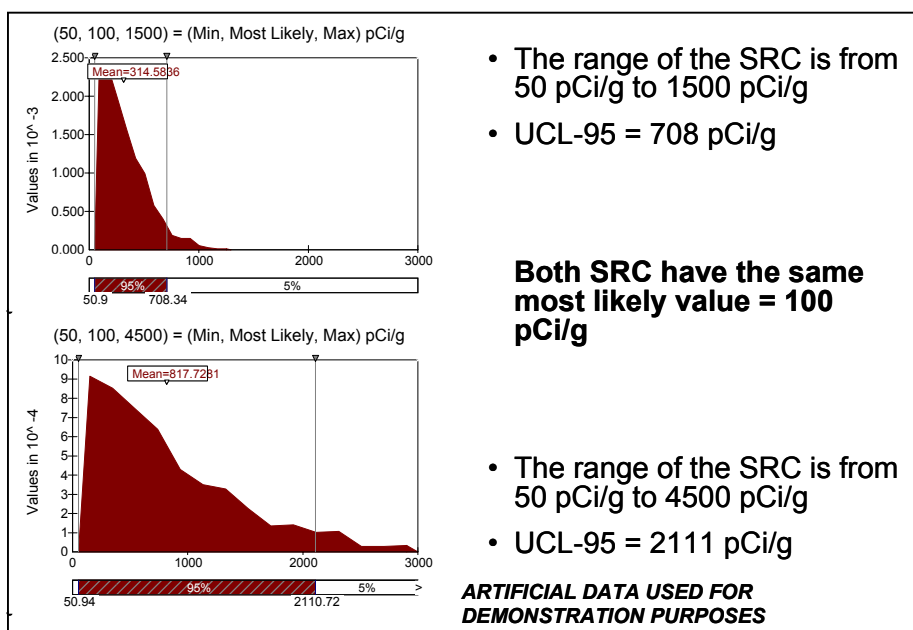 (50, 100, 1500) = (Min, Most Likely, Max) pCi/g
2.500
Mean=314.5836
2.000
1.500
1.000
0.500
0.000
Values in 10^ -3
0 1000 2000 3000
95% 5%
50.9 708.34
• The range of the SRC is from
50 pCi/g to 1500 pCi/g
• UCL-95 = 708 pCi/g
Both SRC have the same
most likely value = 100
pCi/g
(50, 100, 4500) = (Min, Most Likely, Max) pCi/g
10
Mean=817.7281
9
8
7
6
5
4
3
2
1
0
Values in 10^ -4
0 1000 2000 3000
95% 5% >
50.94 2110.72
• The range of the SRC is from
50 pCi/g to 4500 pCi/g
• UCL-95 = 2111 pCi/g
ARTIFICIAL DATA USED FOR
DEMONSTRATION PURPOSES